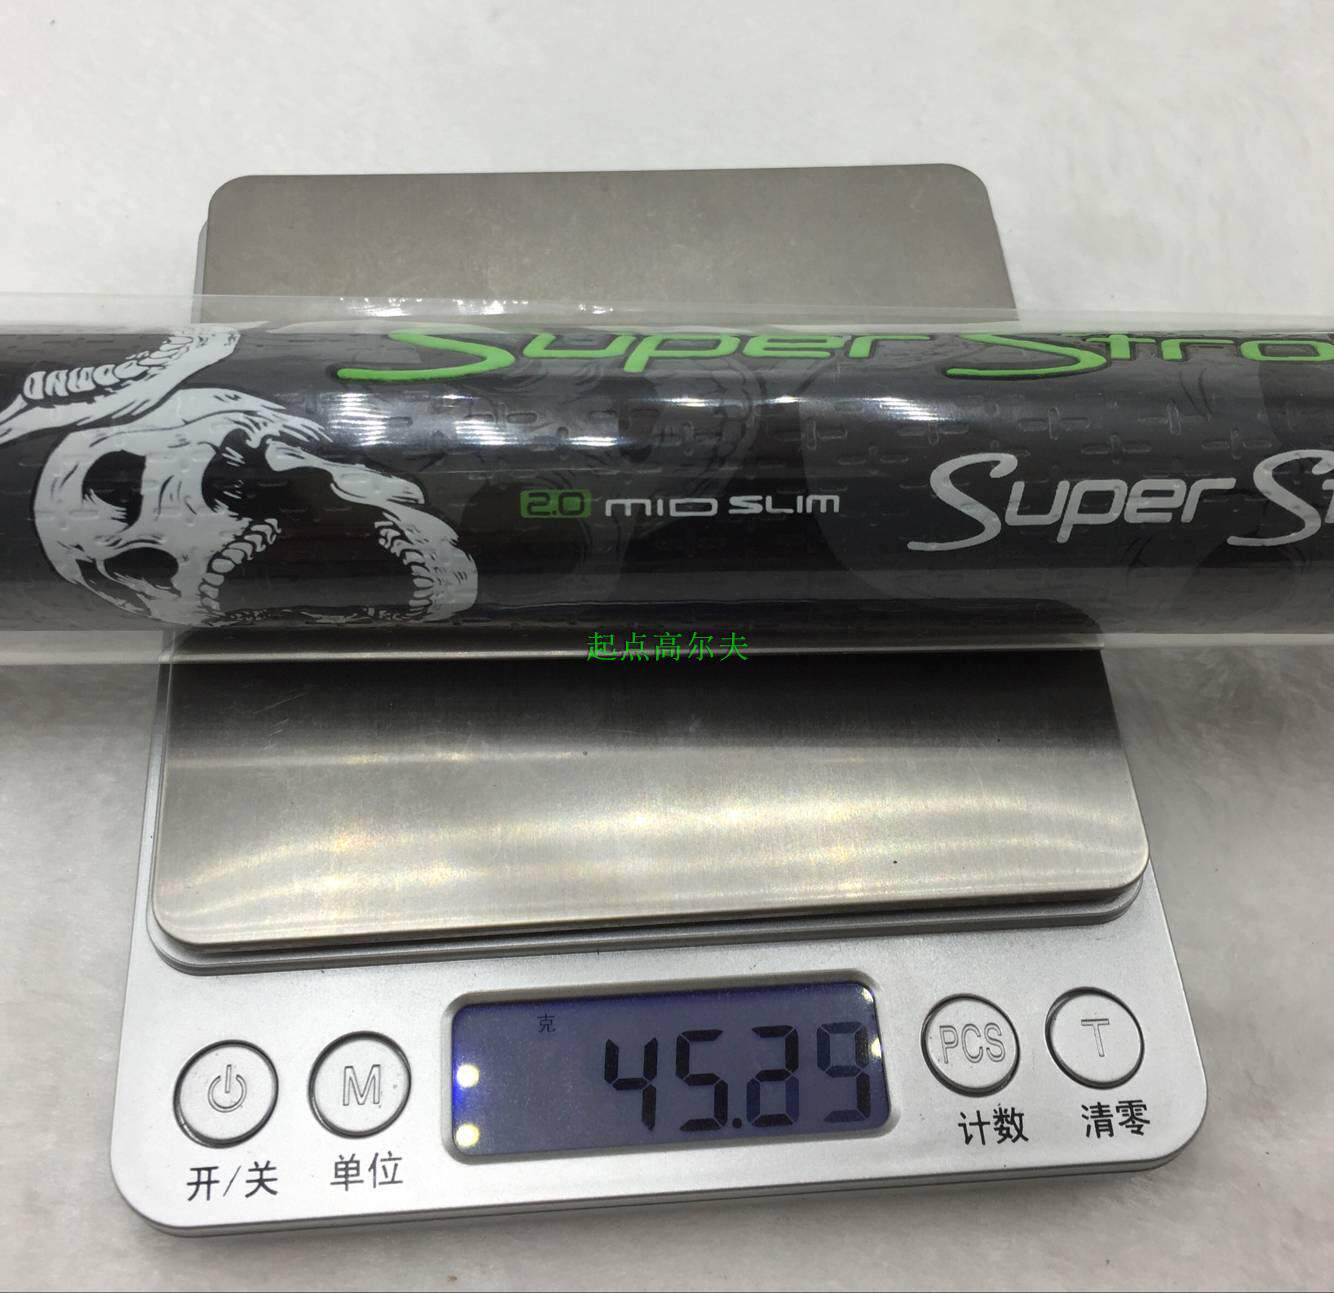 Super Stro
2.0 MID SLIM
Super St
起点高尔夫
克
45.29
M
PCS
T
开/关
单位
计数
清零